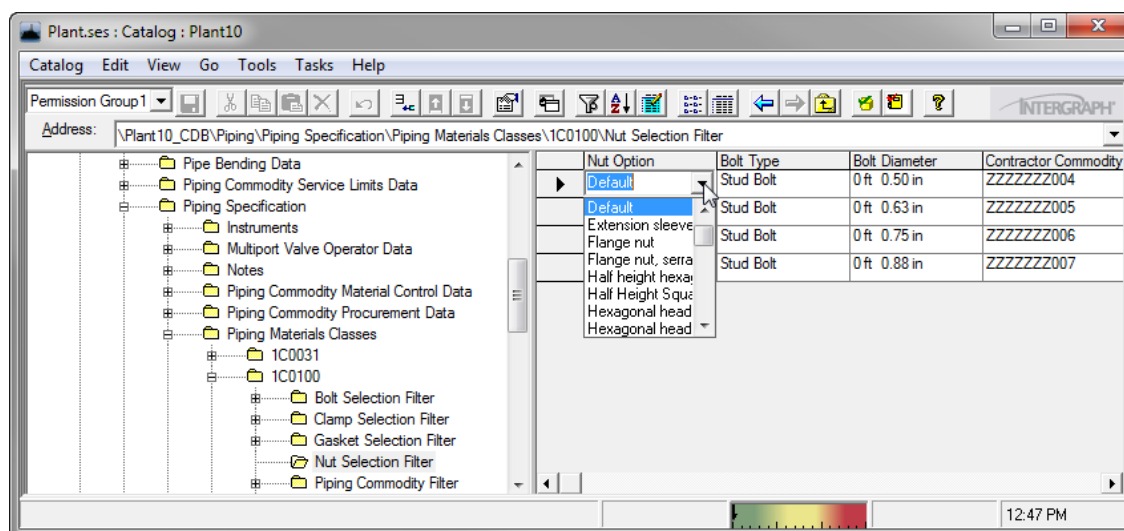 Plant.ses : Catalog : Plant10
Catalog Edit View Go Tools Tasks Help
Permission Group1
INTERGRAPH
Address: \Plant10_CDB\Piping\Piping Specification\Piping Materials Classes\1C0100\Nut Selection Filter
Pipe Bending Data
Piping Commodity Service Limits Data
Piping Specification
Instruments
Multiport Valve Operator Data
Notes
Piping Commodity Material Control Data
Piping Commodity Procurement Data
Piping Materials Classes
1C0031
1C0100
Bolt Selection Filter
Clamp Selection Filter
Gasket Selection Filter
Nut Selection Filter
Piping Commodity Filter
Nut Option Bolt Type Bolt Diameter Contractor Commodity
Default Stud Bolt 0 ft 0.50 in ZZZZZZZ004
Stud Bolt 0 ft 0.63 in ZZZZZZZ005
Stud Bolt 0 ft 0.75 in ZZZZZZZ006
Stud Bolt 0 ft 0.88 in ZZZZZZZ007
Default
Extension sleeve
Flange nut
Flange nut, serra
Half height hexa
Half Height Squa
Hexagonal head
Hexagonal head
12:47 PM